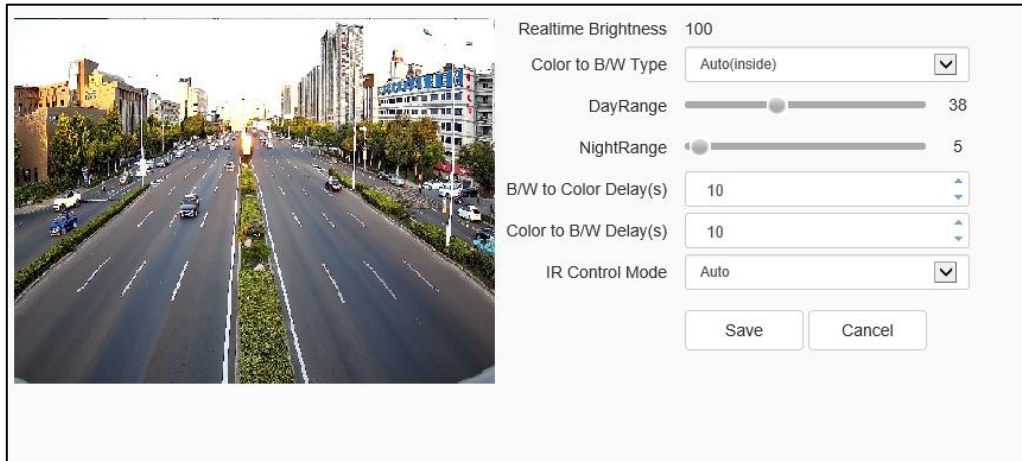 Realtime Brightness 100
Color to B/W Type Auto(inside)
DayRange 38
NightRange 5
B/W to Color Delay(s) 10
Color to B/W Delay(s) 10
IR Control Mode Auto
Save Cancel